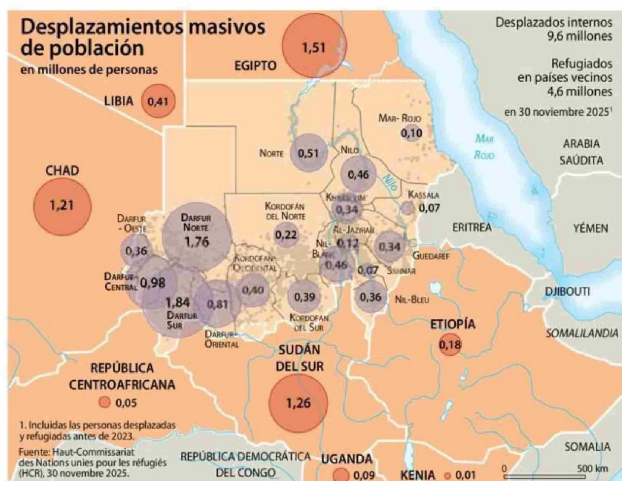 Desplazamientos masivos
de población
en millones de personas
Desplazados internos
9,6 millones
Refugiados
en países vecinos
4,6 millones
en 30 noviembre 2025¹
EGIPTO
1,51
LIBIA
0,41
CHAD
1,21
MAR-ROJO
0,10
MAR
ROJO
ARABIA
SAÚDITA
NORTE
0,51
NILO
0,46
Nilo
KHARTOUM
0,34
KASSALA
0,07
ERITREA
YÉMEN
DARFUR
-OESTE
0,36
DARFUR
NORTE
1,76
KORDOFÁN
DEL NORTE
0,22
AL-JAZIRAH
0,12
NIL-
BLANC
0,46
0,34
GUEDAREF
0,07
SENNAR
DARFUR-
CENTRAL
0,98
1,84
DARFUR
SUR
0,81
DARFUR-
ORIENTAL
KORDOFÁN-
OCCIDENTAL
0,40
0,39
KORDOFÁN
DEL SUR
0,36
NIL-BLEU
DJIBOUTI
SOMALILANDIA
ETIOPÍA
0,18
SUDÁN
DEL SUR
1,26
REPÚBLICA
CENTROAFRICANA
0,05
1. Incluidas las personas desplazadas
y refugiadas antes de 2023.
Fuente: Haut-Commissariat
des Nations unies pour les réfugiés
(HCR), 30 novembre 2025.
REPÚBLICA DEMOCRÁTICA
DEL CONGO
UGANDA
0,09
KENIA
0,01
SOMALIA
0
500 km